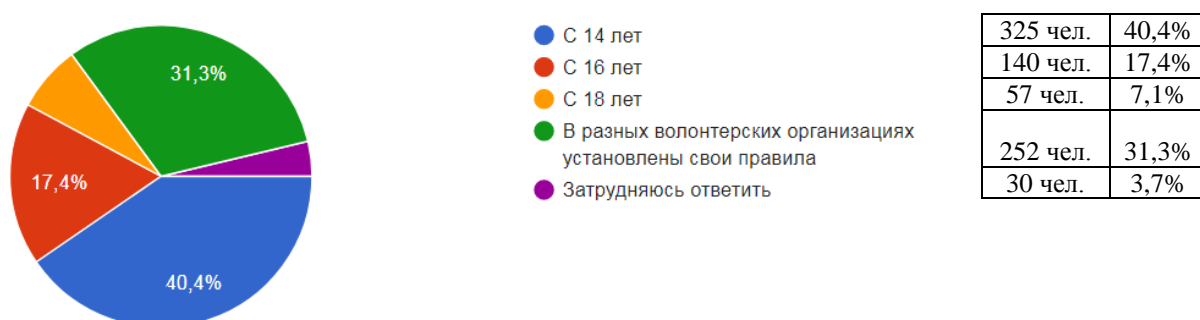 31,3%
17,4%
40,4%
С 14 лет
С 16 лет
С 18 лет
В разных волонтерских организациях
установлены свои правила
Затрудняюсь ответить
325 чел. 40,4%
140 чел. 17,4%
57 чел. 7,1%
252 чел. 31,3%
30 чел. 3,7%